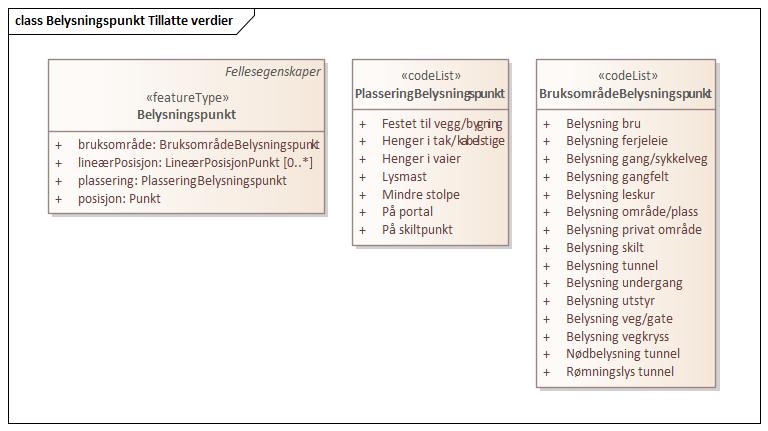 class Belysningspunkt Tillatte verdier
Fellesegenskaper
«featureType»
Belysningspunkt
+ bruksområde: BruksområdeBelysningspunkt
+ lineærPosisjon: LineærPosisjonPunkt [0..*]
+ plassering: PlasseringBelysningspunkt
+ posisjon: Punkt
«codeList»
PlasseringBelysningspunkt
+ Festet til vegg/bygning
+ Henger i tak/kabelstige
+ Henger i vaier
+ Lysmast
+ Mindre stolpe
+ På portal
+ På skiltpunkt
«codeList»
BruksområdeBelysningspunkt
+ Belysning bru
+ Belysning ferjeleie
+ Belysning gang/sykkelveg
+ Belysning gangfelt
+ Belysning leskur
+ Belysning område/plass
+ Belysning privat område
+ Belysning skilt
+ Belysning tunnel
+ Belysning undergang
+ Belysning utstyr
+ Belysning veg/gate
+ Belysning vegkryss
+ Nødbelysning tunnel
+ Rømningslys tunnel